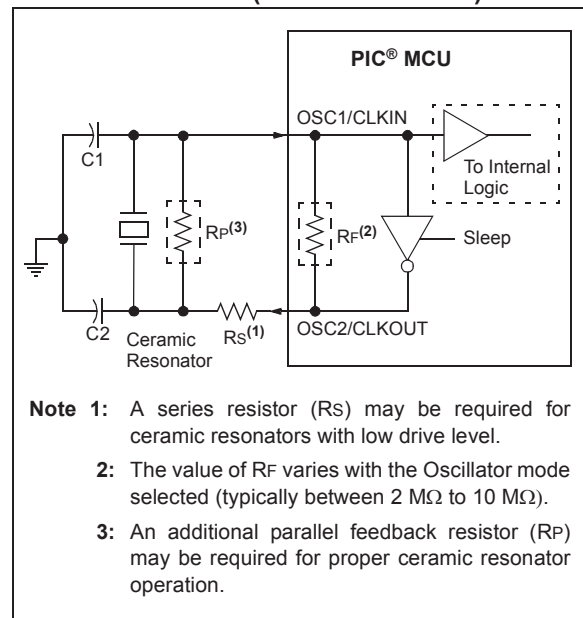 PIC® MCU
OSC1/CLKIN
C1
To Internal
Logic
RP(3)
RF(2)
Sleep
C2
Ceramic
Resonator
RS(1)
OSC2/CLKOUT
Note 1: A series resistor (RS) may be required for
ceramic resonators with low drive level.
2: The value of RF varies with the Oscillator mode
selected (typically between 2 MΩ to 10 MΩ).
3: An additional parallel feedback resistor (RP)
may be required for proper ceramic resonator
operation.